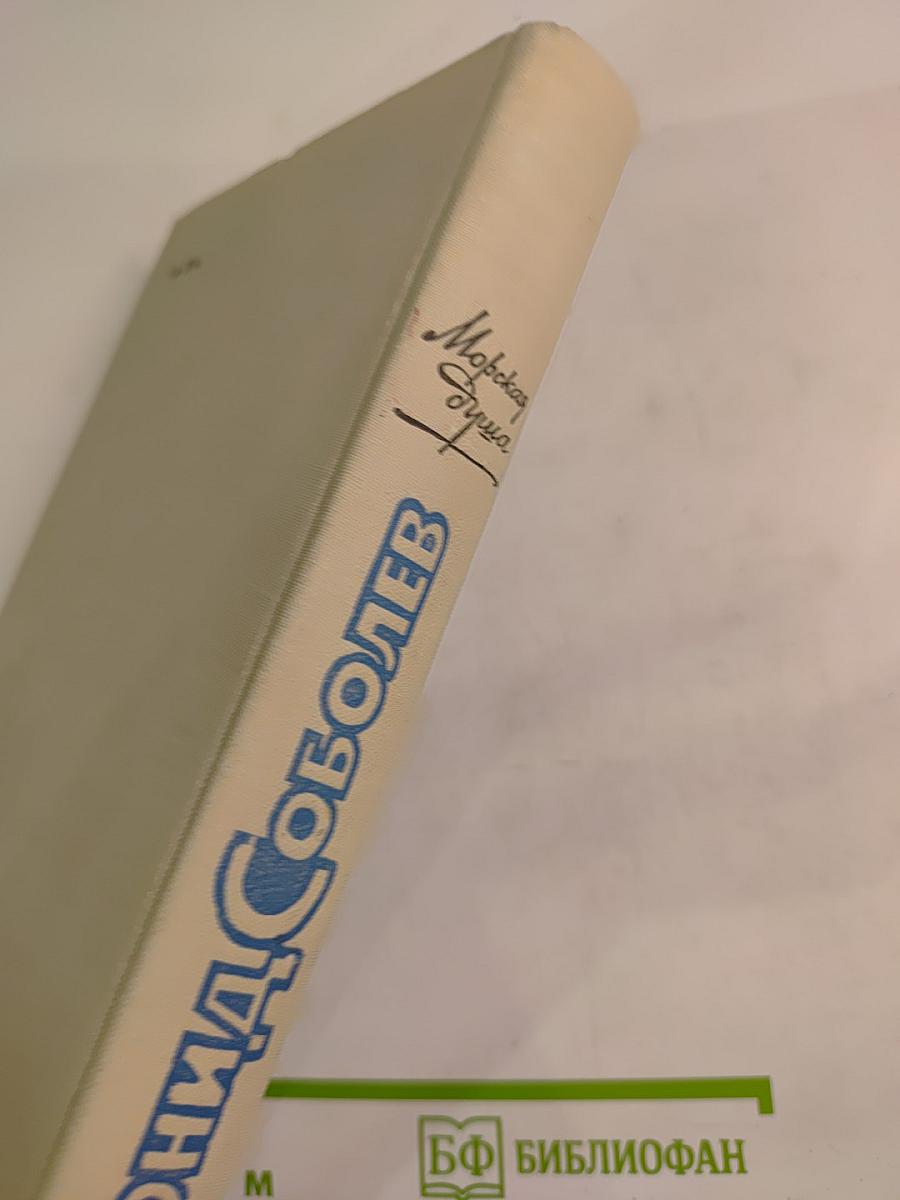 Морская
душа
ОНИД СОБОЛЕВ
БФ БИБЛИОФАН
м